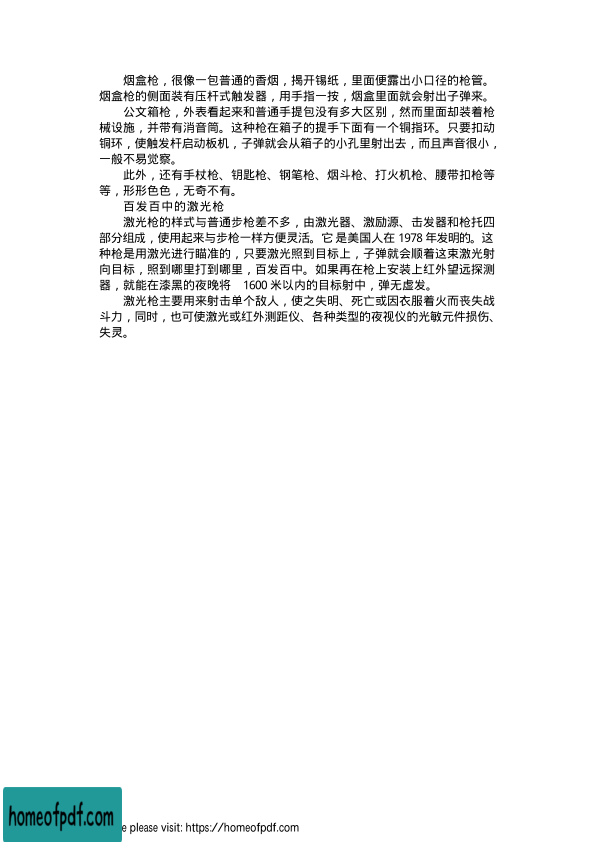 烟盒枪，很像一包普通的香烟，揭开锡纸，里面便露出小口径的枪管。
烟盒枪的侧面装有压杆式触发器，用手指一按，烟盒里面就会射出子弹来。
公文箱枪，外表看起来和普通手提包没有多大区别，然而里面却装着枪
械设施，并带有消音筒。这种枪在箱子的提手下面有一个铜指环。只要扣动
铜环，使触发杆启动板机，子弹就会从箱子的小孔里射出去，而且声音很小，
一般不易觉察。
此外，还有手杖枪、钥匙枪、钢笔枪、烟斗枪、打火机枪、腰带扣枪等
等，形形色色，无奇不有。
百发百中的激光枪
激光枪的样式与普通步枪差不多，由激光器、激励源、击发器和枪托四
部分组成，使用起来与步枪一样方便灵活。它是美国人在 1978 年发明的。这
种枪是用激光进行瞄准的，只要激光照到目标上，子弹就会顺着这束激光射
向目标，照到哪里打到哪里，百发百中。如果再在枪上安装上红外望远探测
器，就能在漆黑的夜晚将 1600 米以内的目标射中，弹无虚发。
激光枪主要用来射击单个敌人，使之失明、死亡或因衣服着火而丧失战
斗力，同时，也可使激光或红外测距仪、各种类型的夜视仪的光敏元件损伤、
失灵。
homeofpdf.com
e please visit: https://homeofpdf.com